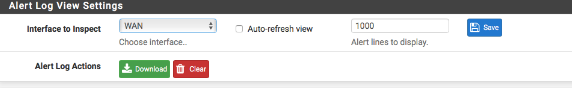 Alert Log View Settings
Interface to Inspect WAN Auto-refresh view 1000 Save
Choose interface.. Alert lines to display.
Alert Log Actions Download Clear